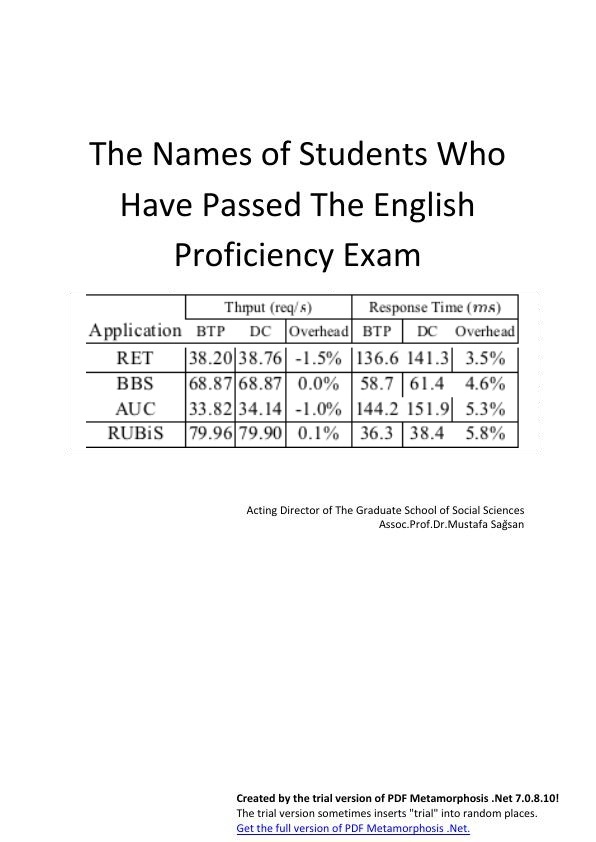 The Names of Students Who
Have Passed The English
Proficiency Exam
Thrput (req/s) Response Time (ms)
Application BTP DC Overhead BTP DC Overhead
RET 38.20 38.76 -1.5% 136.6 141.3 3.5%
BBS 68.87 68.87 0.0% 58.7 61.4 4.6%
AUC 33.82 34.14 -1.0% 144.2 151.9 5.3%
RUBiS 79.96 79.90 0.1% 36.3 38.4 5.8%
Acting Director of The Graduate School of Social Sciences
Assoc.Prof.Dr.Mustafa Sağsan
Created by the trial version of PDF Metamorphosis .Net 7.0.8.10!
The trial version sometimes inserts "trial" into random places.
Get the full version of PDF Metamorphosis .Net.